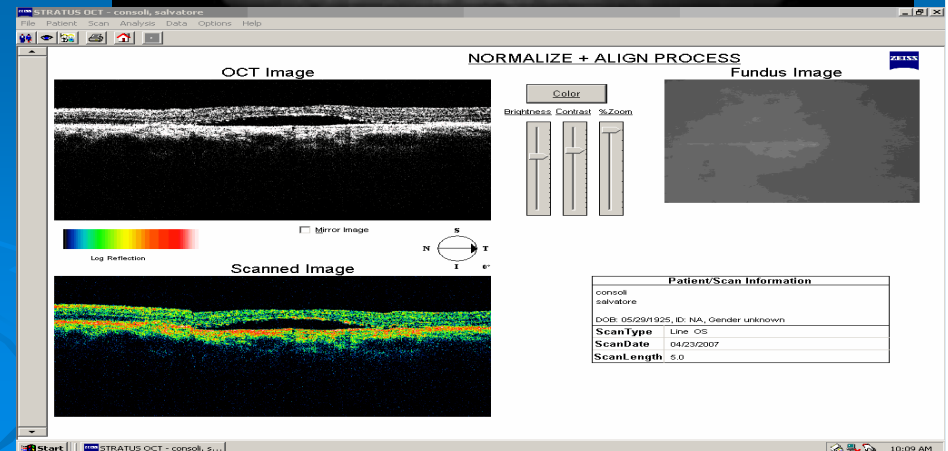 STRATUS OCT - consoli, salvatore
File Patient Scan Analysis Data Options Help
NORMALIZE + ALIGN PROCESS
ZEISS
OCT Image
Fundus Image
Color
Brightness Contrast %Zoom
Mirror Image
Log Reflection
S
N T
I 0°
Scanned Image
Patient/Scan Information
consoli
salvatore
DOB: 05/29/1925, ID: NA, Gender unknown
ScanType Line OS
ScanDate 04/23/2007
ScanLength 5.0
Start STRATUS OCT - consoli, s... 10:09 AM